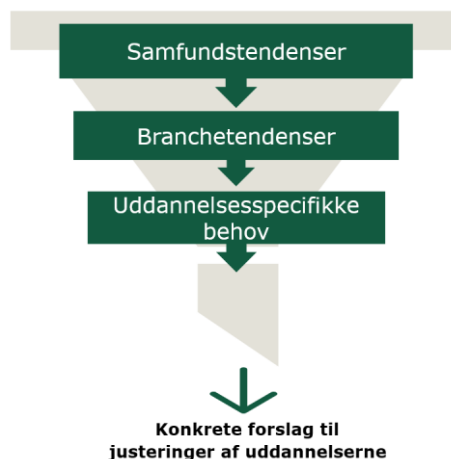 Samfundstendenser
Branchetendenser
Uddannelsesspecifikke
behov
Konkrete forslag til
justeringer af uddannelserne